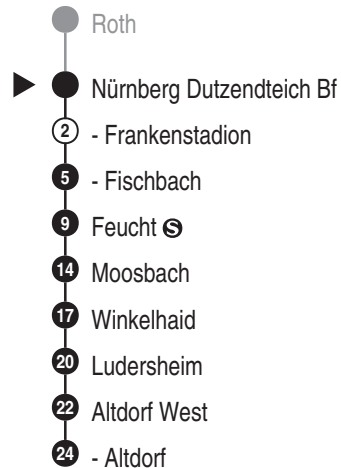 Roth
Nürnberg Dutzendteich Bf
2 - Frankenstadion
5 - Fischbach
9 Feucht S
14 Moosbach
17 Winkelhaid
20 Ludersheim
22 Altdorf West
24 - Altdorf